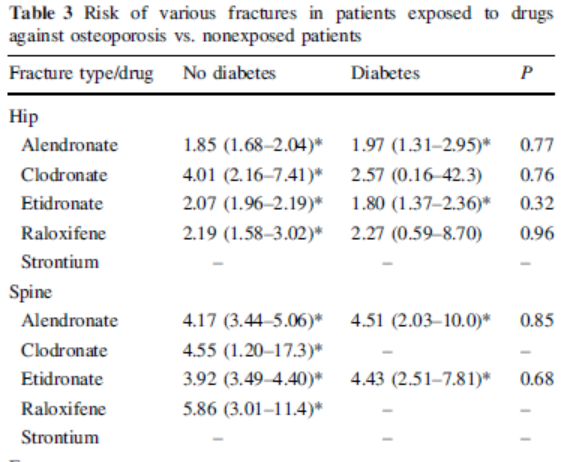 Table 3 Risk of various fractures in patients exposed to drugs
against osteoporosis vs. nonexposed patients
Fracture type/drug No diabetes Diabetes P
Hip
Alendronate 1.85 (1.68–2.04)* 1.97 (1.31–2.95)* 0.77
Clodronate 4.01 (2.16–7.41)* 2.57 (0.16–42.3) 0.76
Etidronate 2.07 (1.96–2.19)* 1.80 (1.37–2.36)* 0.32
Raloxifene 2.19 (1.58–3.02)* 2.27 (0.59–8.70) 0.96
Strontium – – –
Spine
Alendronate 4.17 (3.44–5.06)* 4.51 (2.03–10.0)* 0.85
Clodronate 4.55 (1.20–17.3)* – –
Etidronate 3.92 (3.49–4.40)* 4.43 (2.51–7.81)* 0.68
Raloxifene 5.86 (3.01–11.4)* – –
Strontium – – –